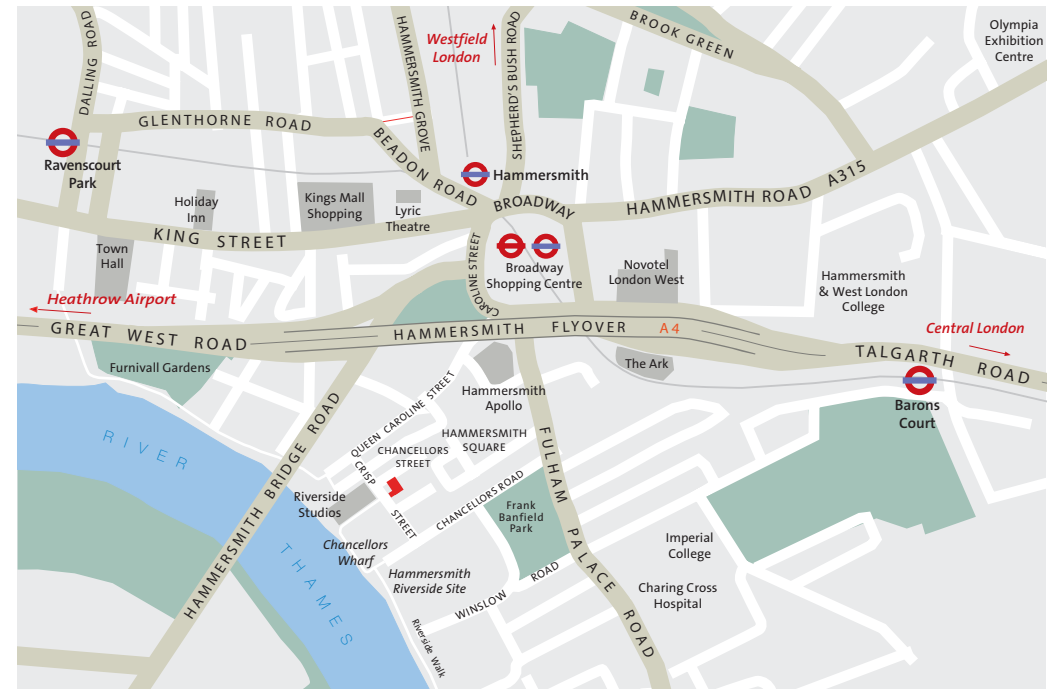 DALLING ROAD
HAMMERSMITH GROVE
Westfield
London
SHEPHERD'S BUSH ROAD
BROOK GREEN
Olympia
Exhibition
Centre
GLENTHORNE ROAD
BEADON ROAD
Ravenscourt
Park
Hammersmith
HAMMERSMITH ROAD A315
BROADWAY
Holiday
Inn
Kings Mall
Shopping
Lyric
Theatre
KING STREET
Town
Hall
CAROLINE STREET
Broadway
Shopping Centre
Novotel
London West
Hammersmith
& West London
College
Heathrow Airport
GREAT WEST ROAD
HAMMERSMITH FLYOVER A4
Central London
TALGARTH ROAD
Furnivall Gardens
The Ark
Barons
Court
Hammersmith
Apollo
QUEEN CAROLINE STREET
HAMMERSMITH
SQUARE
CHANCELLORS
STREET
RIVER
HAMMERSMITH BRIDGE ROAD
CRISP
STREET
FULHAM PALACE ROAD
CHANCELLORS ROAD
Riverside
Studios
Frank
Banfield
Park
Chancellors
Wharf
Imperial
College
THAMES
Hammersmith
Riverside Site
WINSLOW ROAD
Charing Cross
Hospital
Riverside Walk